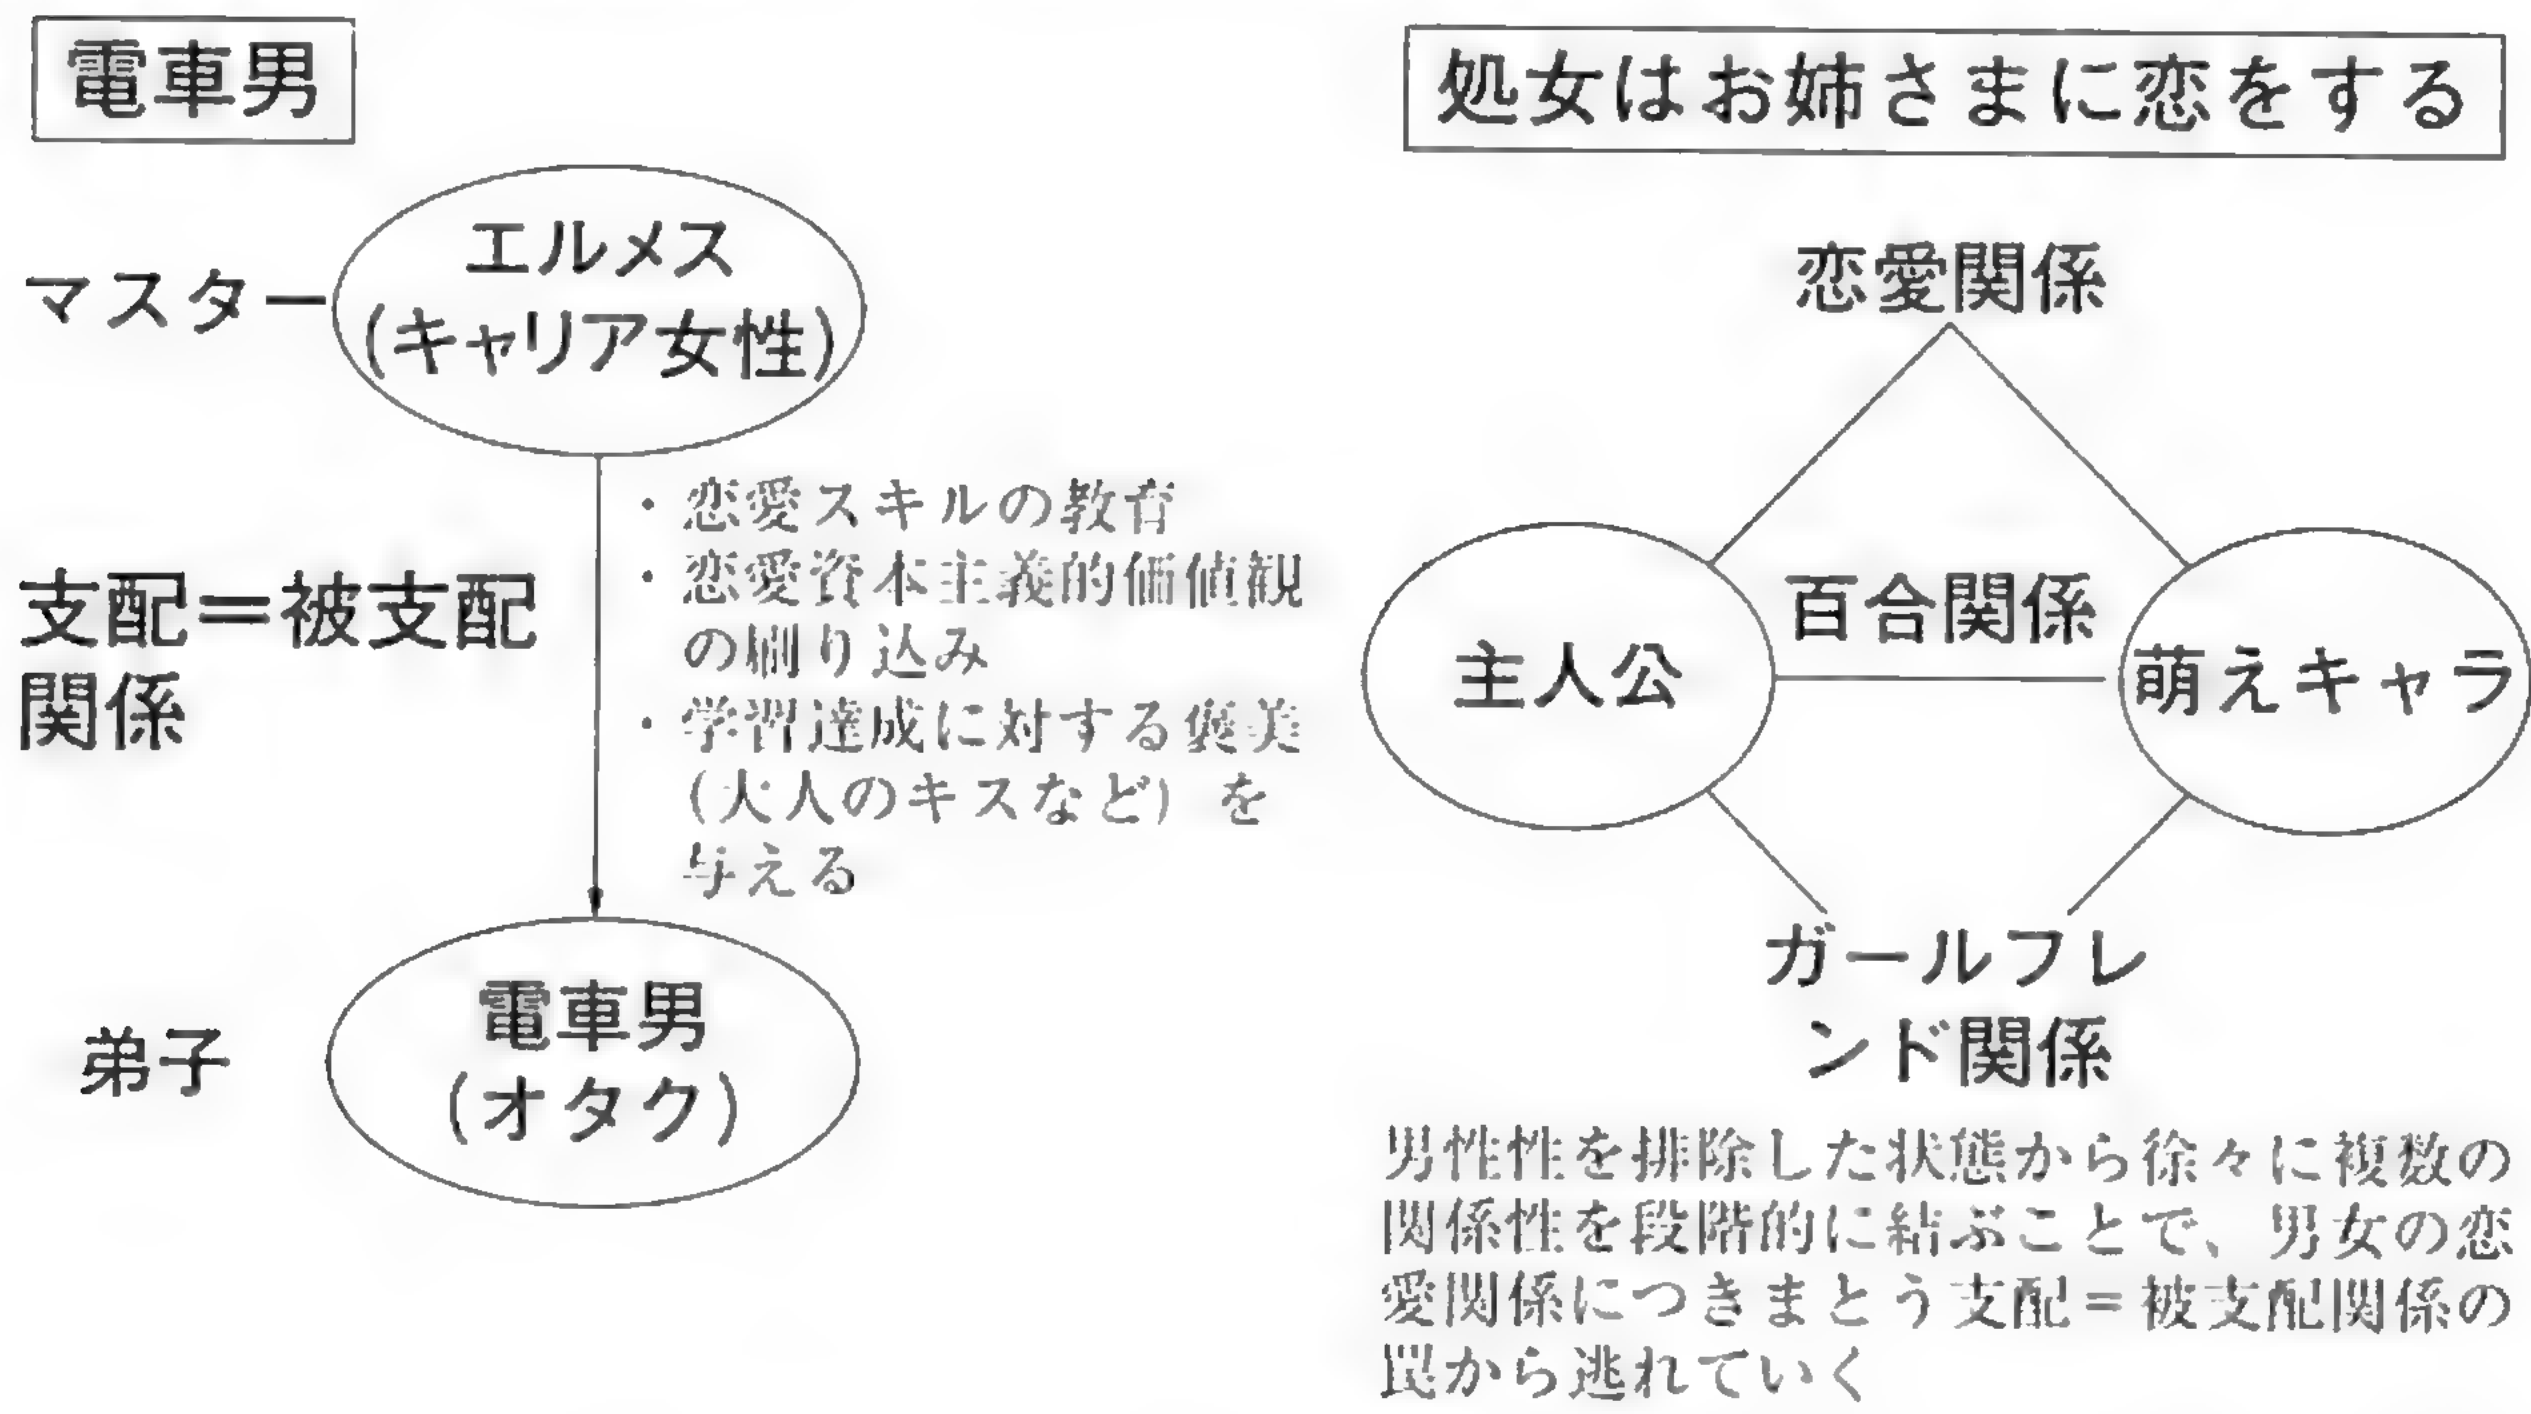 電車男
マスター
エルメス
(キャリア女性)
支配＝被支配
関係
・恋愛スキルの教育
・恋愛資本主義的価値観
の刷り込み
・学習達成に対する褒美
(大人のキスなど) を
与える
弟子
電車男
(オタク)
処女はお姉さまに恋をする
恋愛関係
主人公
百合関係
萌えキャラ
ガールフレ
ンド関係
男性性を排除した状態から徐々に複数の
関係性を段階的に結ぶことで、男女の恋
愛関係につきまとう支配＝被支配関係の
罠から逃れていく